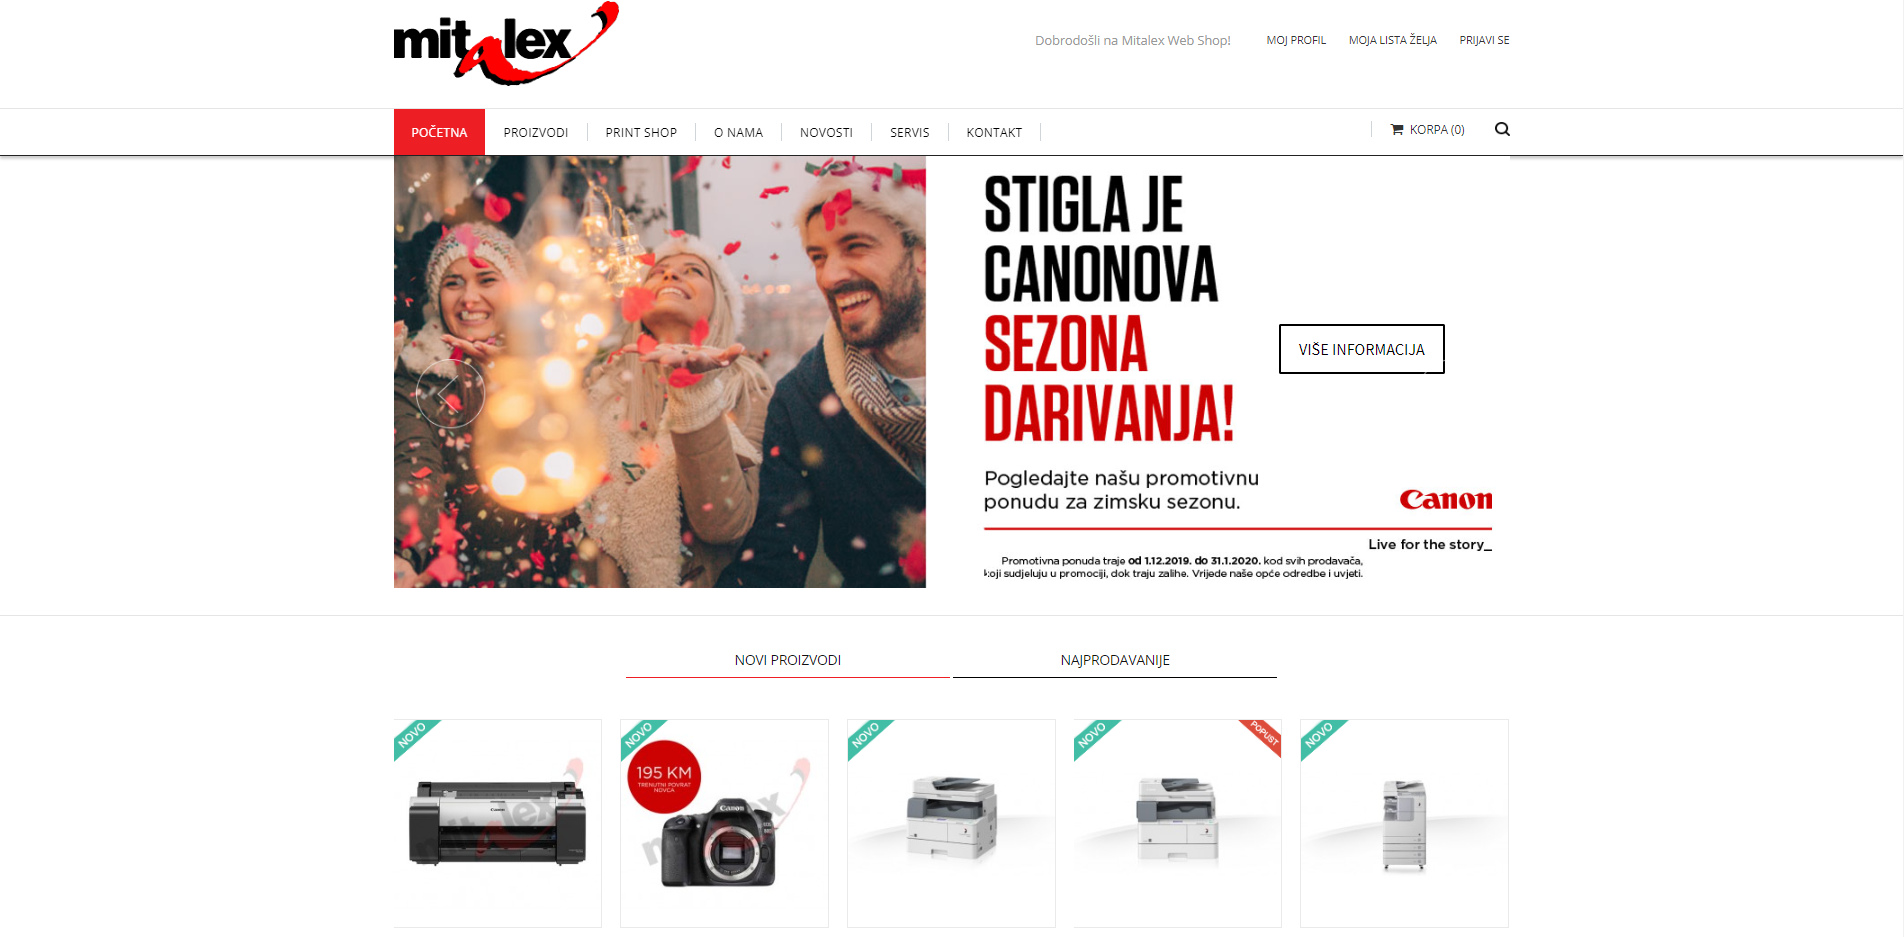 mitalex
Dobrodošli na Mitalex Web Shop!
MOJ PROFIL
MOJA LISTA ŽELJA
PRIJAVI SE
POČETNA
PROIZVODI
PRINT SHOP
O NAMA
NOVOSTI
SERVIS
KONTAKT
KORPA (0)
STIGLA JE
CANONOVA
SEZONA
DARIVANJA!
VIŠE INFORMACIJA
Pogledajte našu promotivnu
ponudu za zimsku sezonu.
Canon
Live for the story_
Promotivna ponuda traje od 1.12.2019. do 31.1.2020. kod svih prodavača,
koji sudjeluju u promociji, dok traju zalihe. Vrijede naše opće odredbe i uvjeti.
NOVI PROIZVODI
NAJPRODAVANIJE
NOVO
NOVO
NOVO
NOVO
POPUST
NOVO
195 KM
TRENUTNI POVRAT
NOVCA
Canon
Canon
mitalex
mitalex